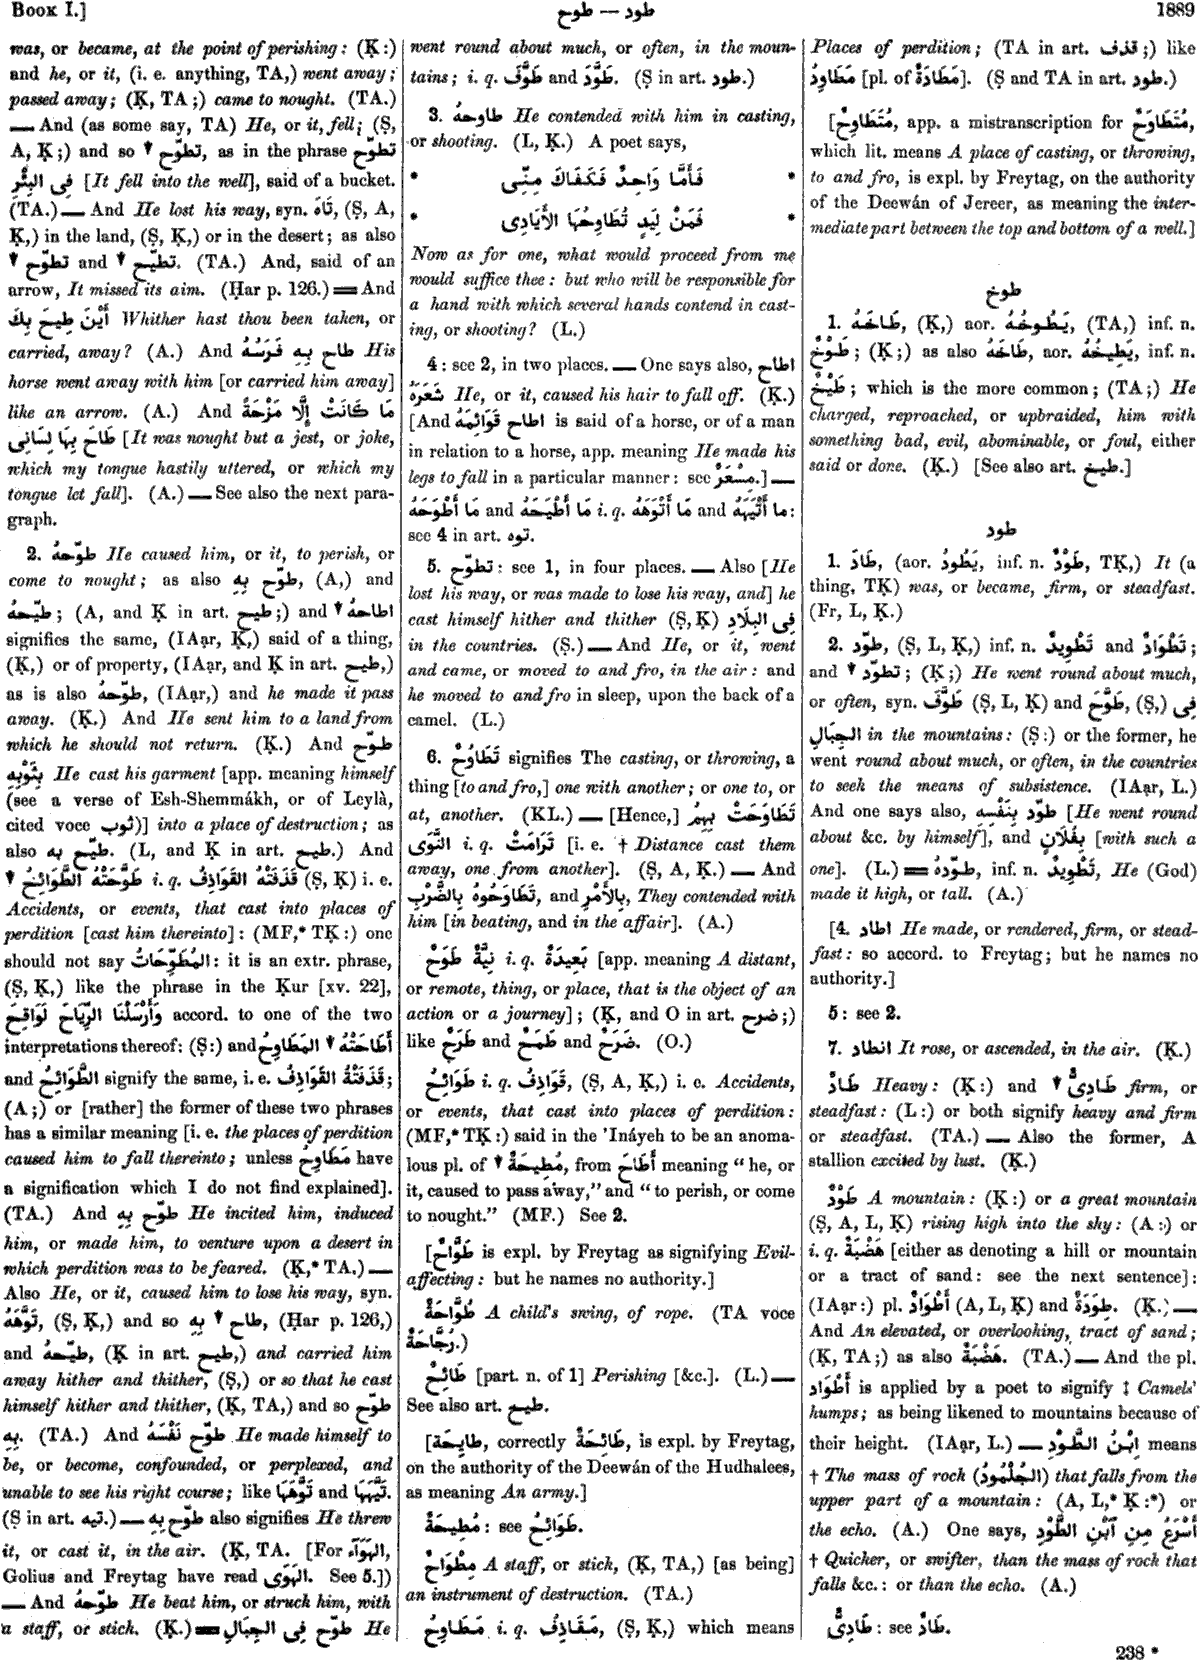 BOOK I.]
طوح — طود
1889
was, or became, at the point of perishing: (Ḳ:)
and he, or it, (i. e. anything, TA,) went away;
passed away; (Ḳ, TA;) came to nought. (TA.)
— And (as some say, TA) He, or it, fell; (Ṣ,
A, Ḳ;) and so ▼ تطوّح, as in the phrase تطوّح
فِى البِئْرِ [It fell into the well], said of a bucket.
(TA.) — And He lost his way, syn. تَاهَ, (Ṣ, A,
Ḳ,) in the land, (Ṣ, Ḳ,) or in the desert; as also
▼ تطوّح and ▼ تطيّح. (TA.) And, said of an
arrow, It missed its aim. (Ḥar p. 126.) == And
أَيْنَ طِيحَ بِكَ Whither hast thou been taken, or
carried, away? (A.) And طاح بِهِ فَرَسُهُ His
horse went away with him [or carried him away]
like an arrow. (A.) And مَا كَانَتْ إِلَّا مَزْحَةً
طَاحَ بِهَا لِسَانِى [It was nought but a jest, or joke,
which my tongue hastily uttered, or which my
tongue let fall]. (A.) — See also the next para-
graph.
2. طوّحهُ He caused him, or it, to perish, or
come to nought; as also طوّح بِهِ, (A,) and
طيّحهُ; (A, and Ḳ in art. طيح;) and ▼ اطاحهُ
signifies the same, (IAạr, Ḳ,) said of a thing,
(Ḳ,) or of property, (IAạr, and Ḳ in art. طيح,)
as is also طوّحهُ, (IAạr,) and he made it pass
away. (Ḳ.) And He sent him to a land from
which he should not return. (Ḳ.) And طوّح
بِثَوْبِهِ He cast his garment [app. meaning himself
(see a verse of Esh-Shemmákh, or of Leylà,
cited voce ثوب)] into a place of destruction; as
also طيّح به. (L, and Ḳ in art. طيح.) And
▼ طَوَّحَتْهُ الطَّوَائِحُ i. q. قَذَفَتْهُ القَوَاذِفُ (Ṣ, Ḳ) i. e.
Accidents, or events, that cast into places of
perdition [cast him thereinto]: (MF,* TḲ:) one
should not say المُطَوِّحَاتُ: it is an extr. phrase,
(Ṣ, Ḳ,) like the phrase in the Ḳur [xv. 22],
وَأَرْسَلْنَا الرِّيَاحَ لَوَاقِحَ accord. to one of the two
interpretations thereof: (Ṣ:) and أَطَاحَتْهُ ▼ المَطَاوِحُ
and الطَّوَائِحُ signify the same, i. e. قَذَفَتْهُ القَوَاذِفُ;
(A;) or [rather] the former of these two phrases
has a similar meaning [i. e. the places of perdition
caused him to fall thereinto; unless مَطَاوِحُ have
a signification which I do not find explained].
(TA.) And طوّح بِهِ He incited him, induced
him, or made him, to venture upon a desert in
which perdition was to be feared. (Ḳ,* TA.) —
Also He, or it, caused him to lose his way, syn.
تَوَّهَهُ, (Ṣ, Ḳ,) and so ▼ طاح بِهِ, (Ḥar p. 126,)
and طيّحهُ, (Ḳ in art. طيح,) and carried him
away hither and thither, (Ṣ,) or so that he cast
himself hither and thither, (Ḳ, TA,) and so طوّح
بِهِ. (TA.) And طوّح نَفْسَهُ He made himself to
be, or become, confounded, or perplexed, and
unable to see his right course; like تَوَّهَهَا and تَيَّهَهَا.
(Ṣ in art. تيه.) — طوّح بِهِ also signifies He threw
it, or cast it, in the air. (Ḳ, TA. [For الهَوَآءِ,
Golius and Freytag have read الهَوَى. See 5.])
— And طوّحهُ He beat him, or struck him, with
a staff, or stick. (Ḳ.) == طوّح فِى الجِبَالِ He
went round about much, or often, in the moun-
tains; i. q. طَوَّفَ and طَوَّدَ. (Ṣ in art. طود.)
3. طاوحهُ He contended with him in casting,
or shooting. (L, Ḳ.) A poet says,
* فَأَمَّا وَاحِدٌ فَكَفَاكَ مِنِّى *
* فَمَنْ لِيَدٍ تُطَاوِحُهَا الأَيَادِى *
Now as for one, what would proceed from me
would suffice thee: but who will be responsible for
a hand with which several hands contend in cast-
ing, or shooting? (L.)
4: see 2, in two places. — One says also, اطاح
شَعَرَهُ He, or it, caused his hair to fall off. (Ḳ.)
[And اطاح قَوَائِمَهُ is said of a horse, or of a man
in relation to a horse, app. meaning He made his
legs to fall in a particular manner: see مِسْعَرٌ.] —
مَا أَطْوَحَهُ and مَا أَطْيَحَهُ i. q. مَا أَتْوَهَهُ and ما أَتْيَهَهُ:
see 4 in art. توه.
5. تطوّح: see 1, in four places. — Also [He
lost his way, or was made to lose his way, and] he
cast himself hither and thither (Ṣ, Ḳ) فِى البِلَادِ
in the countries. (Ṣ.) — And He, or it, went
and came, or moved to and fro, in the air: and
he moved to and fro in sleep, upon the back of a
camel. (L.)
6. تَطَاوُحٌ signifies The casting, or throwing, a
thing [to and fro,] one with another; or one to, or
at, another. (KL.) — [Hence,] تَطَاوَحَتْ بِهِمُ
النَّوَى i. q. تَرَامَتْ [i. e. † Distance cast them
away, one from another]. (Ṣ, A, Ḳ.) — And
تَطَاوَحُوهُ بِالضَّرْبِ, and بِالأَمْرِ, They contended with
him [in beating, and in the affair]. (A.)
نِيَّةٌ طَوَحٌ i. q. بَعِيدَةٌ [app. meaning A distant,
or remote, thing, or place, that is the object of an
action or a journey]; (Ḳ, and O in art. ضرح;)
like طَرَحٌ and طَمَحٌ and ضَرَحٌ. (O.)
طَوَائِحُ i. q. قَوَاذِفُ, (Ṣ, A, Ḳ,) i. e. Accidents,
or events, that cast into places of perdition:
(MF,* TḲ:) said in the 'Ináyeh to be an anoma-
lous pl. of ▼ مُطِيحَةٌ, from أَطَاحَ meaning “he, or
it, caused to pass away,” and “to perish, or come
to nought.” (MF.) See 2.
[طَوَّاحٌ is expl. by Freytag as signifying Evil-
affecting: but he names no authority.]
طُوَّاحَةٌ A child's swing, of rope. (TA voce
رُجَّاحَةٌ.)
طَائِحٌ [part. n. of 1] Perishing [&c.]. (L.) —
See also art. طيح.
[طايحة, correctly طَائِحَةٌ, is expl. by Freytag,
on the authority of the Deewán of the Hudhalees,
as meaning An army.]
مُطِيحَةٌ: see طَوَائِحُ.
مِطْوَاحٌ A staff, or stick, (Ḳ, TA,) [as being]
an instrument of destruction. (TA.)
مَطَاوِحُ i. q. مَقَاذِفُ, (Ṣ, Ḳ,) which means
Places of perdition; (TA in art. قذف;) like
مَطَاوِدُ [pl. of مَطَادَةٌ]. (Ṣ and TA in art. طود.)
[مُتَطَاوِحٌ, app. a mistranscription for مُتَطَاوَحٌ,
which lit. means A place of casting, or throwing,
to and fro, is expl. by Freytag, on the authority
of the Deewán of Jereer, as meaning the inter-
mediate part between the top and bottom of a well.]
طوخ
1. طَاخَهُ, (Ḳ,) aor. يَطُوخُهُ, (TA,) inf. n.
طَوْخٌ; (Ḳ;) as also طَاخَهُ, aor. يَطِيخُهُ, inf. n.
طَيْخٌ; which is the more common; (TA;) He
charged, reproached, or upbraided, him with
something bad, evil, abominable, or foul, either
said or done. (Ḳ.) [See also art. طيخ.]
طود
1. طَادَ, (aor. يَطُودُ, inf. n. طَوْدٌ, TḲ,) It (a
thing, TḲ) was, or became, firm, or steadfast.
(Fr, L, Ḳ.)
2. طوّد, (Ṣ, L, Ḳ,) inf. n. تَطْوِيدٌ and تَطْوَادٌ;
and ▼ تطوّد; (Ḳ;) He went round about much,
or often, syn. طَوَّفَ (Ṣ, L, Ḳ) and طَوَّحَ, (Ṣ,) فِى
الجِبَالِ in the mountains: (Ṣ:) or the former, he
went round about much, or often, in the countries
to seek the means of subsistence. (IAạr, L.)
And one says also, طوّد بِنَفْسِهِ [He went round
about &c. by himself], and بِفُلَانٍ [with such a
one]. (L.) == طوّدهُ, inf. n. تَطْوِيدٌ, He (God)
made it high, or tall. (A.)
[4. اطاد He made, or rendered, firm, or stead-
fast: so accord. to Freytag; but he names no
authority.]
5: see 2.
7. انطاد It rose, or ascended, in the air. (Ḳ.)
طَادٌ Heavy: (Ḳ:) and ▼ طَادِىٌّ firm, or
steadfast: (L:) or both signify heavy and firm
or steadfast. (TA.) — Also the former, A
stallion excited by lust. (Ḳ.)
طَوْدٌ A mountain: (Ḳ:) or a great mountain
(Ṣ, A, L, Ḳ) rising high into the sky: (A:) or
i. q. هَضْبَةٌ [either as denoting a hill or mountain
or a tract of sand: see the next sentence]:
(IAạr:) pl. أَطْوَادٌ (A, L, Ḳ) and طِوَدَةٌ. (Ḳ.) —
And An elevated, or overlooking, tract of sand;
(Ḳ, TA;) as also هَضْبَةٌ. (TA.) — And the pl.
أَطْوَاد is applied by a poet to signify ‡ Camels'
humps; as being likened to mountains because of
their height. (IAạr, L.) — اِبْنُ الطَّوْدِ means
† The mass of rock (الجُلْمُودُ) that falls from the
upper part of a mountain: (A, L,* Ḳ:*) or
the echo. (A.) One says, أَسْرَعُ مِنِ ٱبْنِ الطَّوْدِ
† Quicker, or swifter, than the mass of rock that
falls &c.: or than the echo. (A.)
طَادِىٌّ: see طَادٌ.
238 *